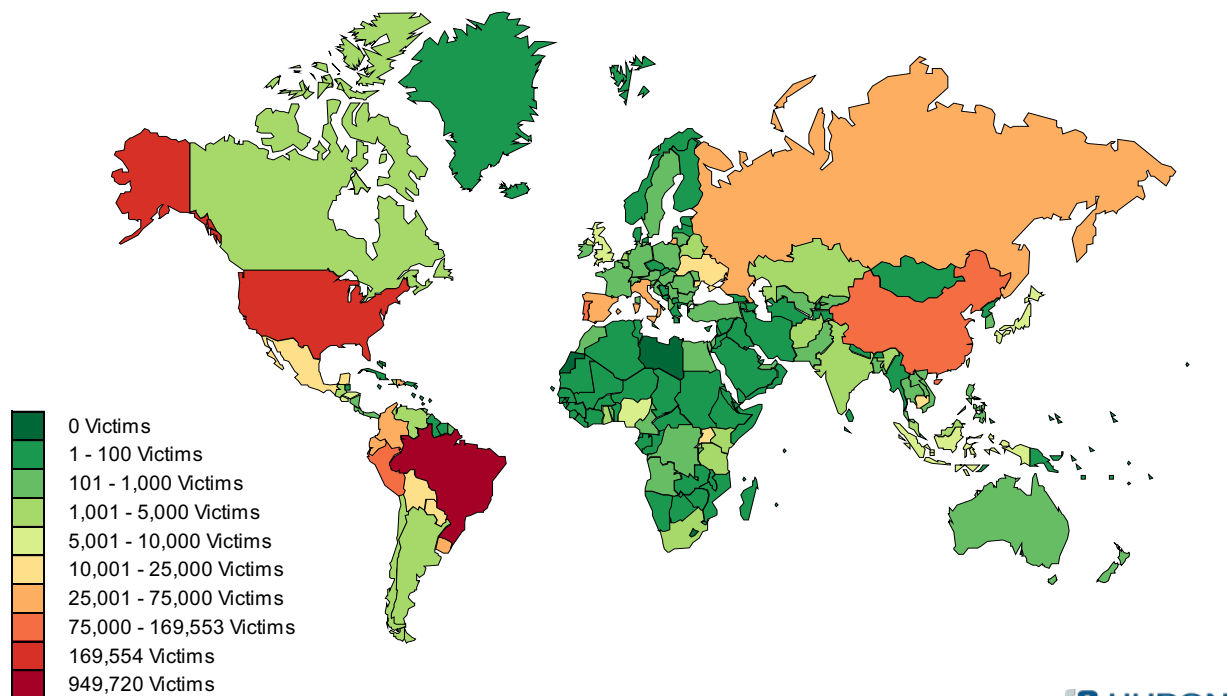 0 Victims
1 - 100 Victims
101 - 1,000 Victims
1,001 - 5,000 Victims
5,001 - 10,000 Victims
10,001 - 25,000 Victims
25,001 - 75,000 Victims
75,000 - 169,553 Victims
169,554 Victims
949,720 Victims